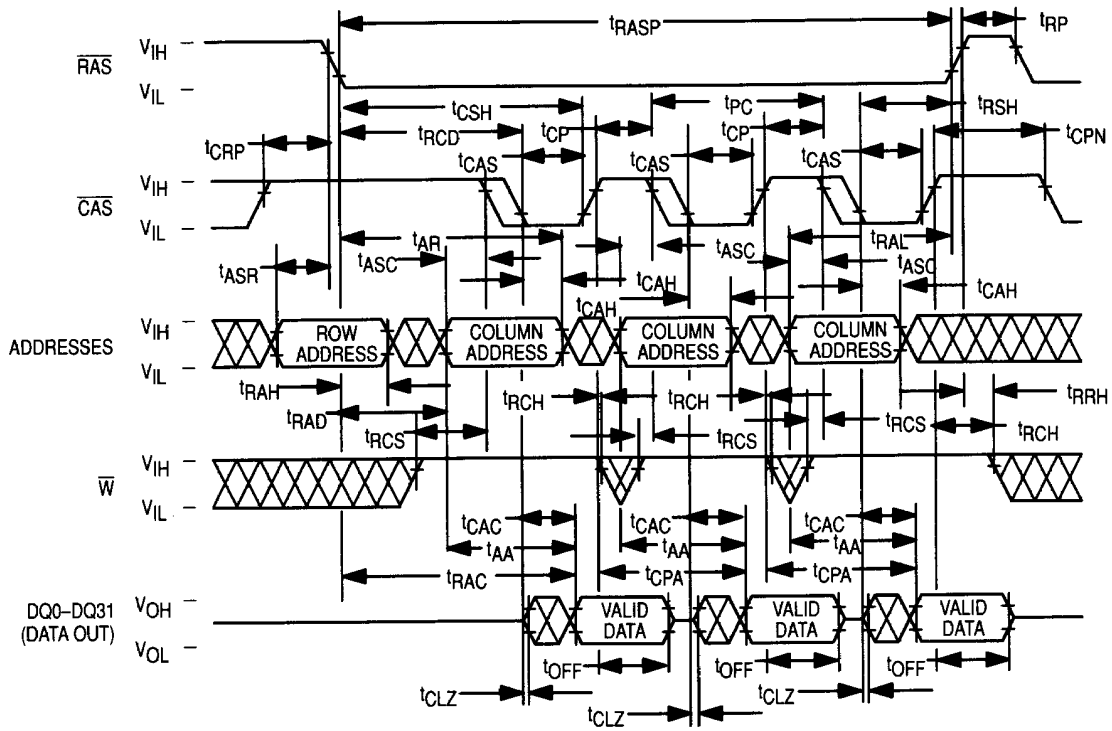 tRASP
tRP
RAS
VIH
VIL
tCSH
tPC
tRSH
tCRP
tRCD
tCP
tCP
tCPN
tCAS
tCAS
tCAS
CAS
VIH
VIL
tAR
tRAL
tASR
tASC
tASC
tASC
tCAH
tCAH
tCAH
ADDRESSES
VIH
VIL
ROW
ADDRESS
COLUMN
ADDRESS
COLUMN
ADDRESS
COLUMN
ADDRESS
tRAH
tRCH
tRCH
tRRH
tRAD
tRCS
tRCS
tRCS
tRCH
W
VIH
VIL
tCAC
tCAC
tCAC
tAA
tAA
tAA
tRAC
tCPA
tCPA
DQ0–DQ31
(DATA OUT)
VOH
VOL
VALID
DATA
VALID
DATA
VALID
DATA
tOFF
tOFF
tOFF
tCLZ
tCLZ
tCLZ